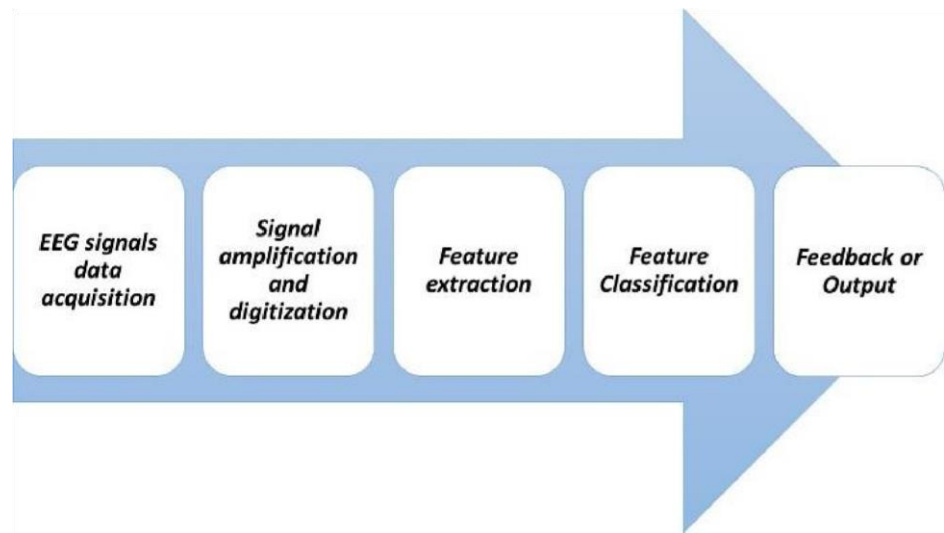 EEG signals
data
acquisition
Signal
amplification
and
digitization
Feature
extraction
Feature
Classification
Feedback or
Output